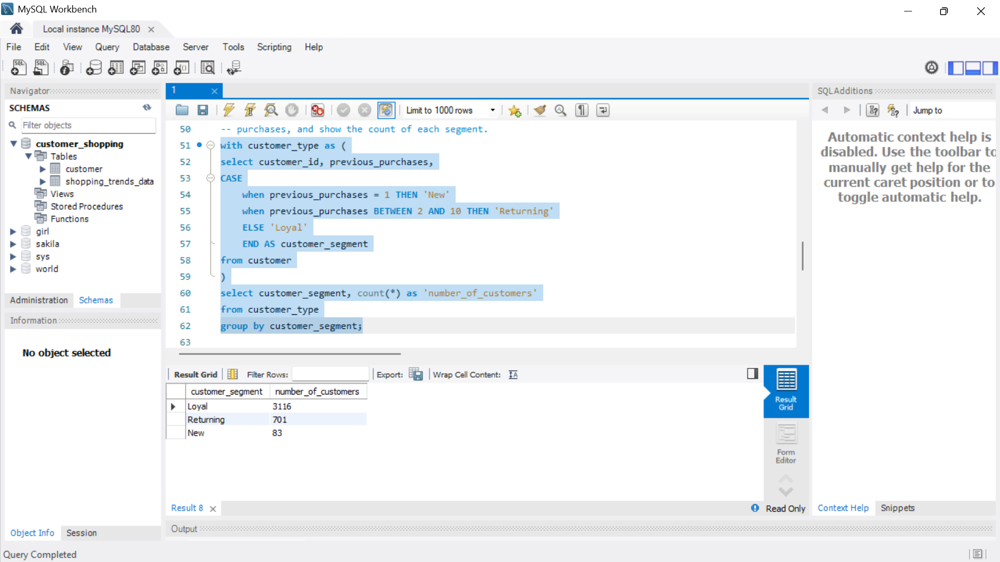 MySQL Workbench
Local instance MySQL80
File Edit View Query Database Server Tools Scripting Help
Navigator
SCHEMAS
Filter objects
customer_shopping
Tables
customer
shopping_trends_data
Views
Stored Procedures
Functions
girl
sakila
sys
world
Administration Schemas
Information
No object selected
Object Info Session
1
Limit to 1000 rows
50 -- purchases, and show the count of each segment.
51 with customer_type as (
52 select customer_id, previous_purchases,
53 CASE
54 when previous_purchases = 1 THEN 'New'
55 when previous_purchases BETWEEN 2 AND 10 THEN 'Returning'
56 ELSE 'Loyal'
57 END AS customer_segment
58 from customer
59 )
60 select customer_segment, count(*) as 'number_of_customers'
61 from customer_type
62 group by customer_segment;
63
Result Grid Filter Rows: Export: Wrap Cell Content:
customer_segment number_of_customers
Loyal 3116
Returning 701
New 83
Result
Grid
Form
Editor
Result 8
Read Only
Output
SQLAdditions
Jump to
Automatic context help is
disabled. Use the toolbar to
manually get help for the
current caret position or to
toggle automatic help.
Context Help Snippets
Query Completed